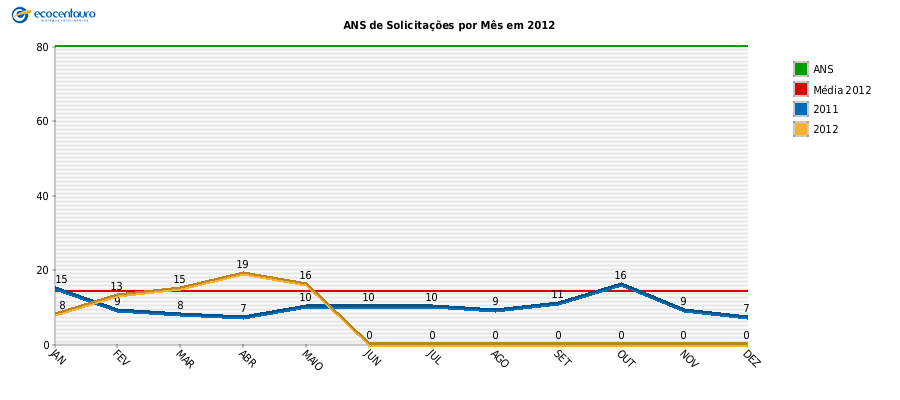 ecocentauro
ANS de Solicitações por Mês em 2012
80
60
40
20
0
15 9 8 7 10 10 10 9 11 16 9 7
8 13 15 19 16 0 0 0 0 0 0 0
JAN FEV MAR ABR MAIO JUN JUL AGO SET OUT NOV DEZ
ANS
Média 2012
2011
2012